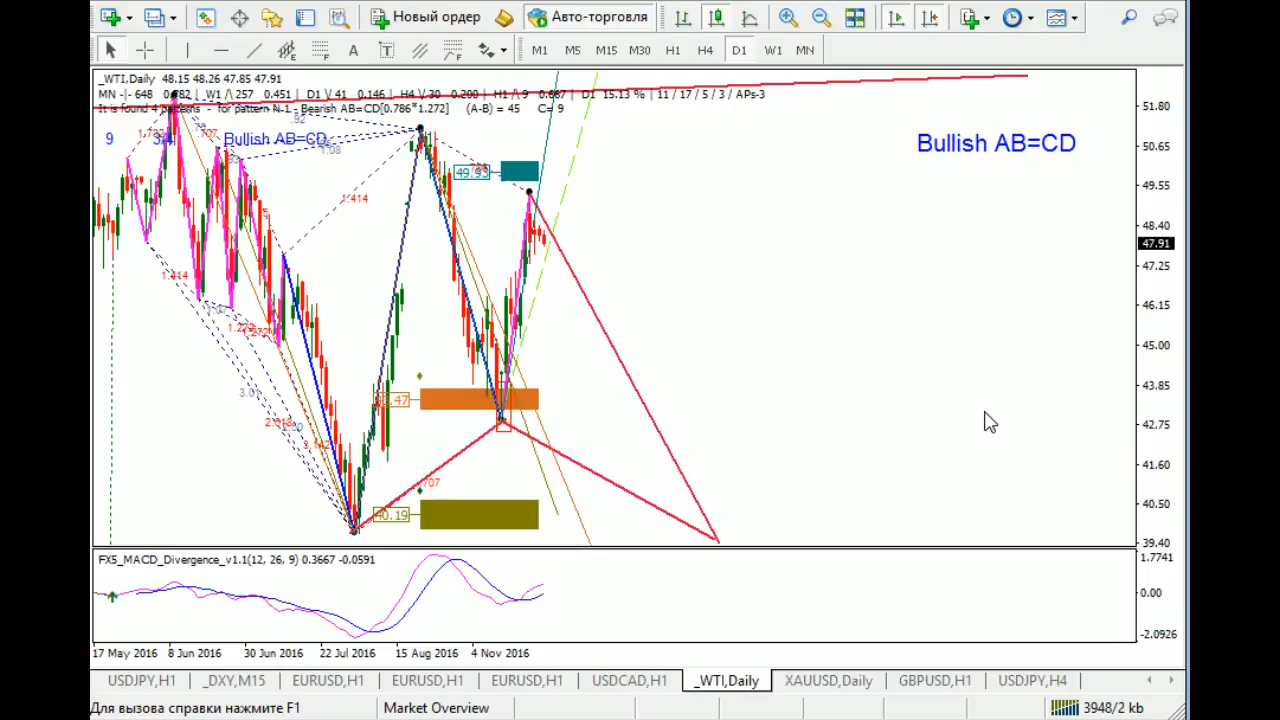 Новый ордер Авто-торговля
A T M1 M5 M15 M30 H1 H4 D1 W1 MN
_WTI,Daily 48.15 48.26 47.85 47.91
It is found 4 patterns - for pattern N-1 - Bearish AB=CD[0.786*1.272] (A-B) = 45 C= 9
51.80
9
Bullish AB=CD
Bullish AB=CD
50.65
49.93
49.55
1.414
48.40
47.91
1.414
47.25
46.15
45.00
43.85
3.01
42.75
41.60
.707
40.50
40.19
39.40
FX5_MACD_Divergence_v1.1(12, 26, 9) 0.3667 -0.0591
1.7741
0.00
-2.0926
17 May 2016 8 Jun 2016 30 Jun 2016 22 Jul 2016 15 Aug 2016 4 Nov 2016
USDJPY,H1 _DXY,M15 EURUSD,H1 EURUSD,H1 EURUSD,H1 USDCAD,H1 _WTI,Daily XAUUSD,Daily GBPUSD,H1 USDJPY,H4
Для вызова справки нажмите F1 Market Overview 3948/2 kb